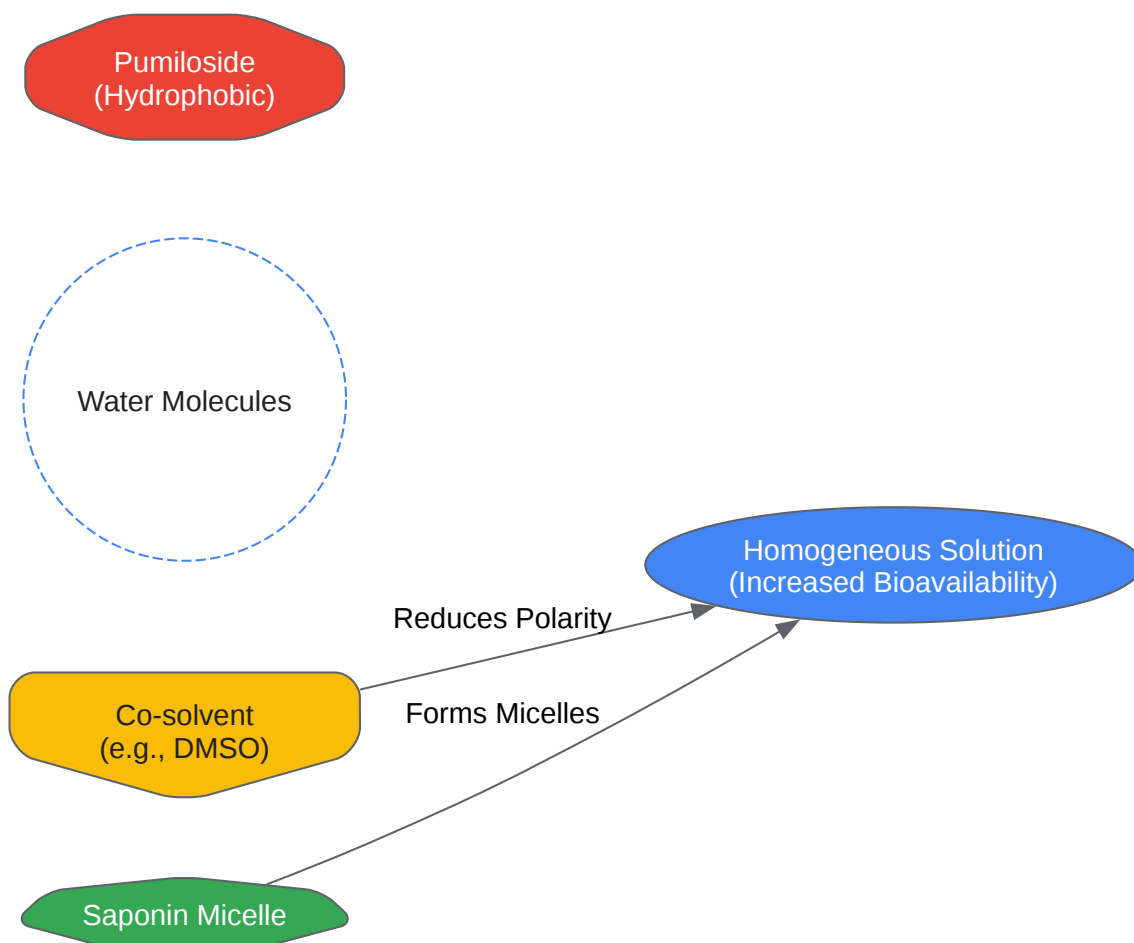 Pumiloside
(Hydrophobic)
Water Molecules
Homogeneous Solution
(Increased Bioavailability)
Reduces Polarity
Forms Micelles
Co-solvent
(e.g., DMSO)
Saponin Micelle